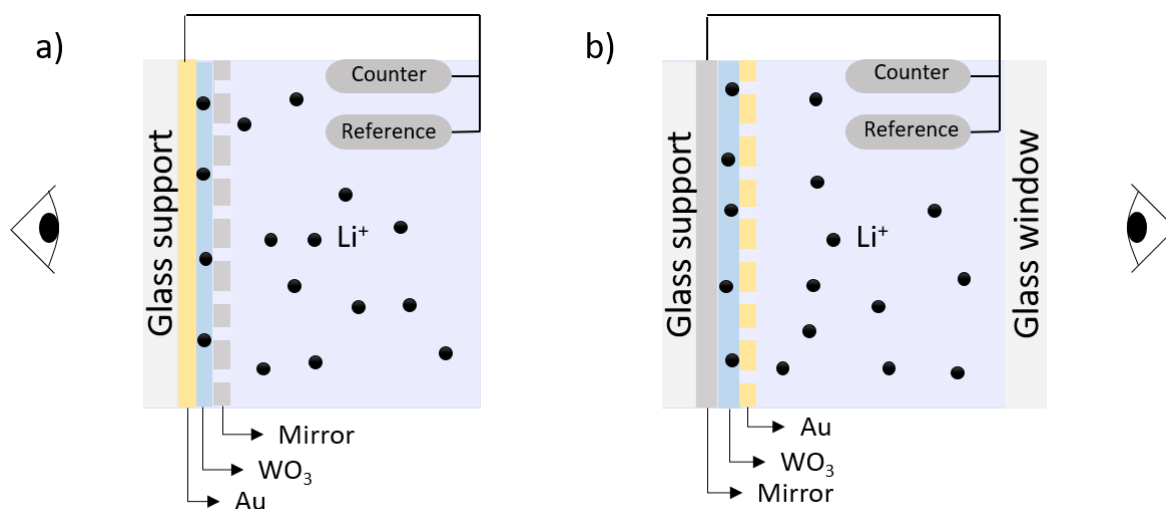 a)
Counter
Reference
Glass support
Li⁺
Mirror
WO₃
Au
b)
Counter
Reference
Glass support
Li⁺
Glass window
Au
WO₃
Mirror